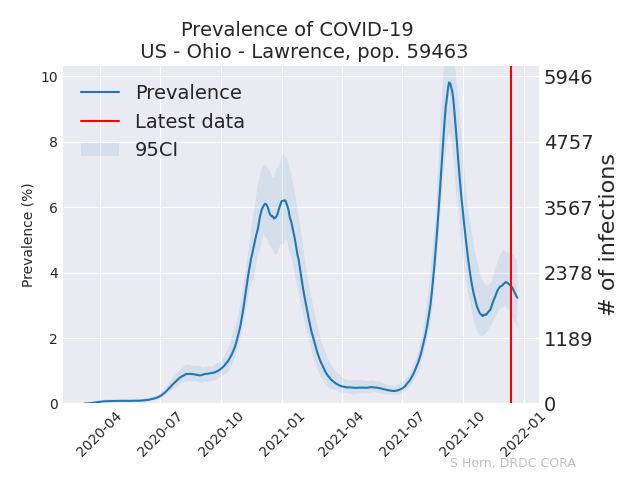 Prevalence of COVID-19
US - Ohio - Lawrence, pop. 59463
Prevalence
Latest data
95CI
Prevalence (%)
10
8
6
4
2
0
5946
4757
3567
2378
1189
0
# of infections
2020-04
2020-07
2020-10
2021-01
2021-04
2021-07
2021-10
2022-01
S Horn, DRDC CORA